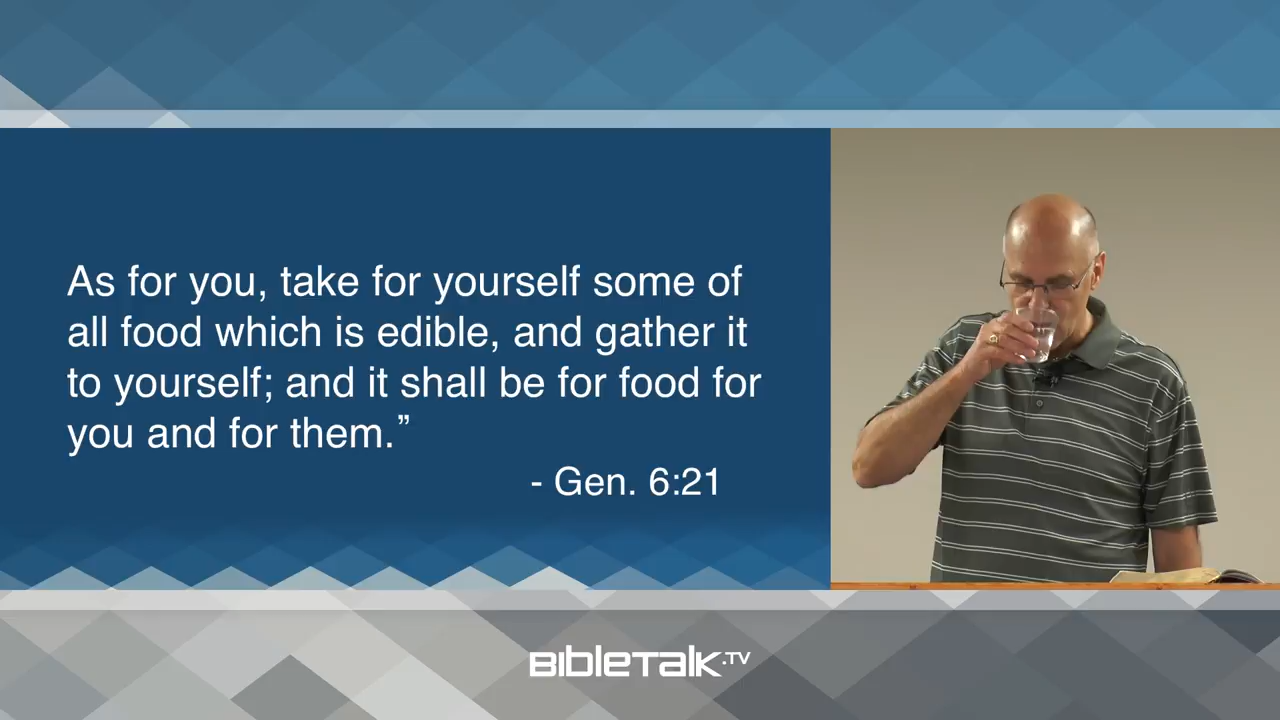 As for you, take for yourself some of
all food which is edible, and gather it
to yourself; and it shall be for food for
you and for them.”
- Gen. 6:21
BIBLETALK.TV